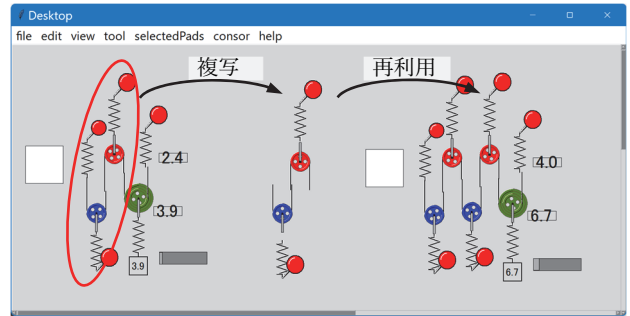 Desktop
file edit view tool selectedPads consor help
複写
再利用
2.4
3.9
3.9
4.0
6.7
6.7